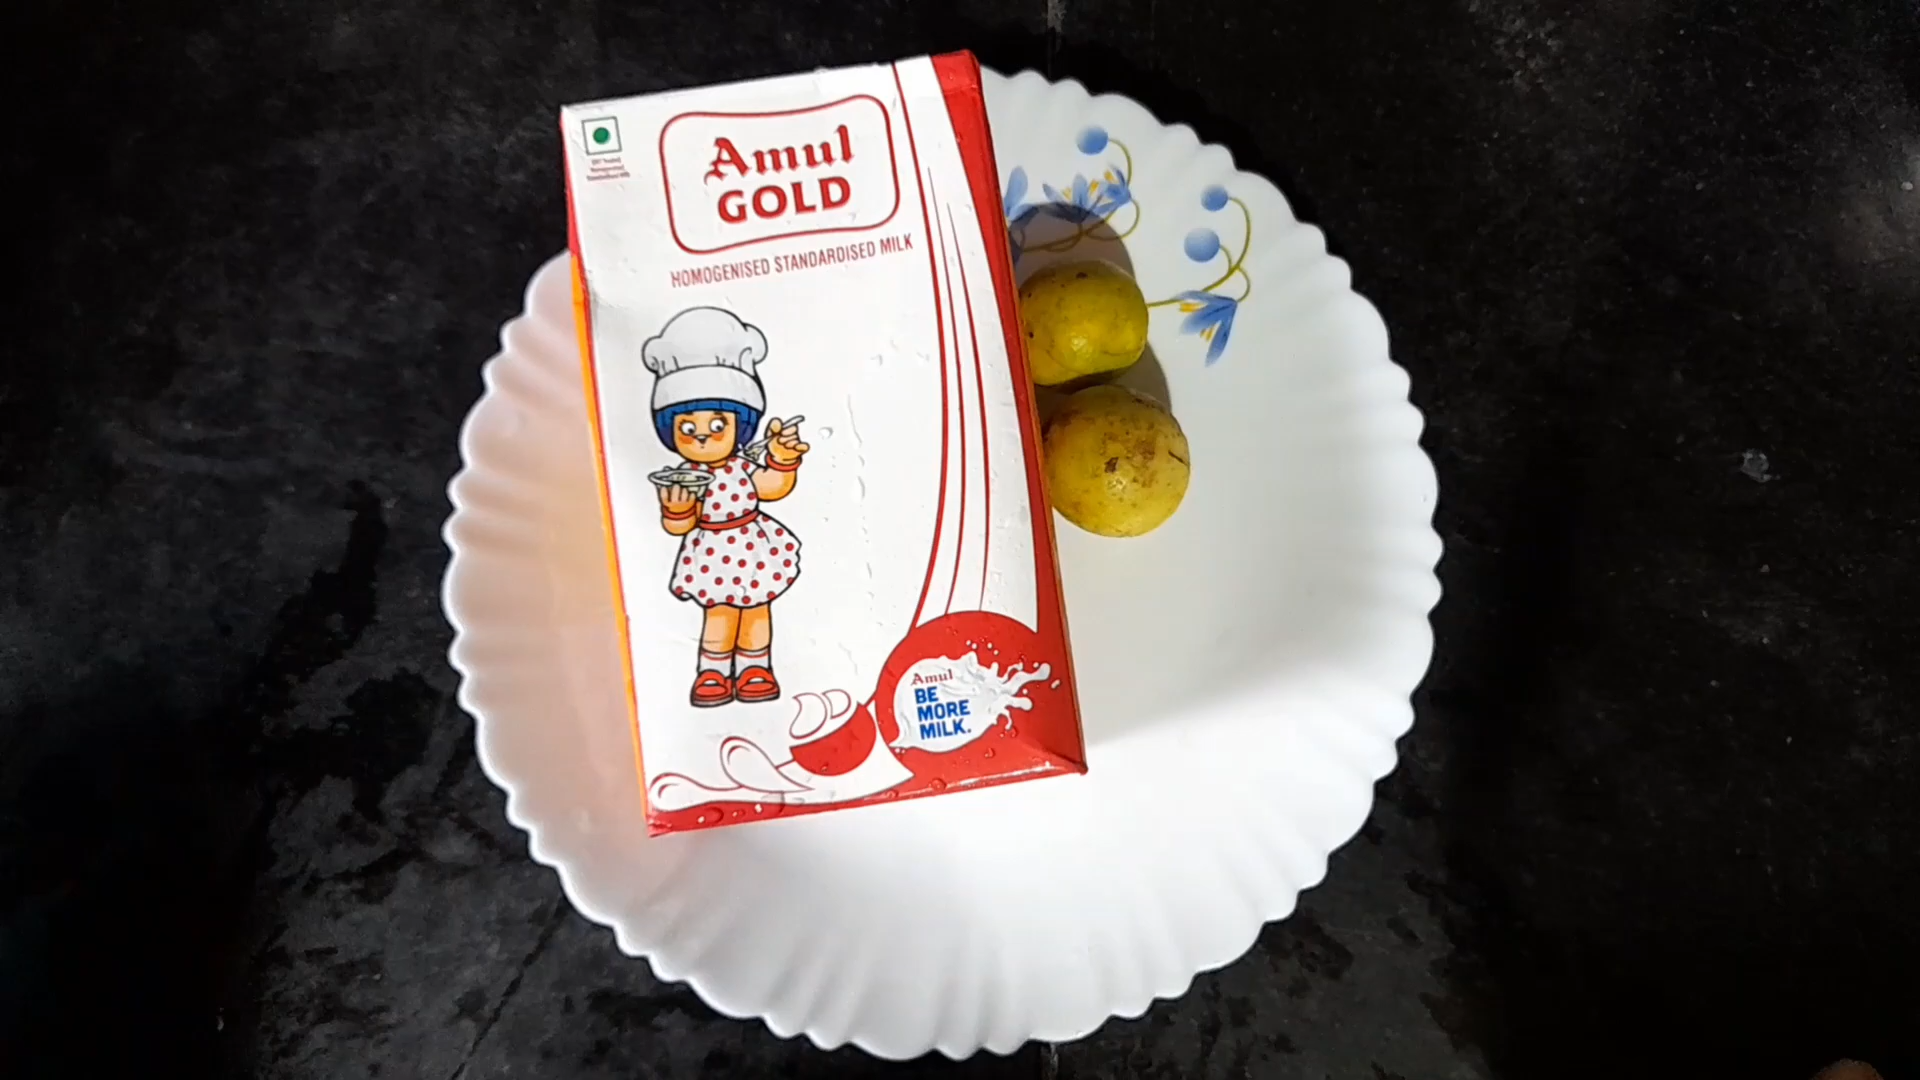 Amul
GOLD
HOMOGENISED STANDARDISED MILK
Amul
BE
MORE
MILK.